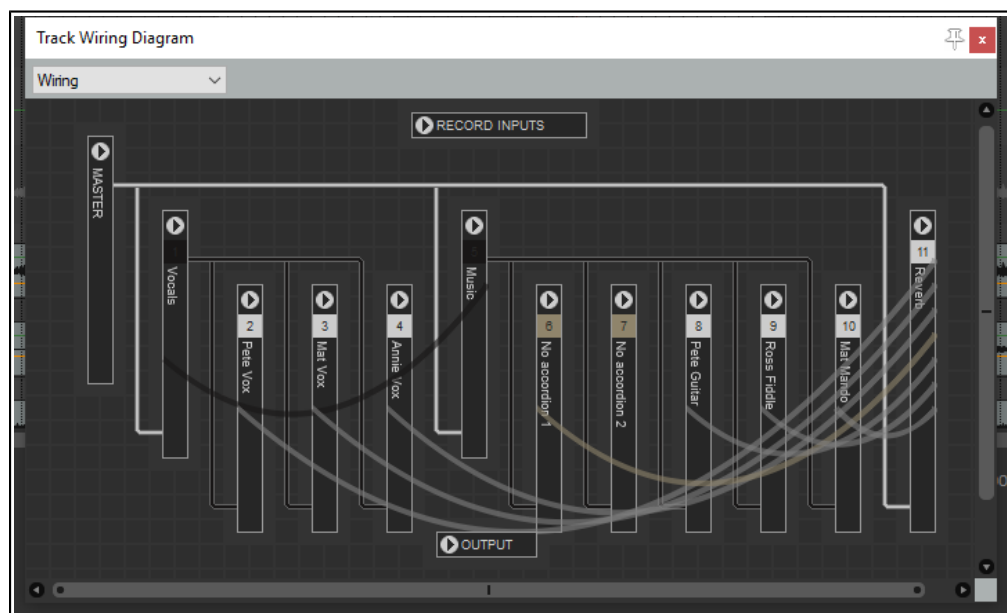 Track Wiring Diagram
x
Wiring
RECORD INPUTS
MASTER
1
Vocals
2
Pete Vox
3
Mat Vox
4
Annie Vox
5
Music
6
No accordion 1
7
No accordion 2
8
Pete Guitar
9
Ross Fiddle
10
Mat Mando
11
Reverb
OUTPUT